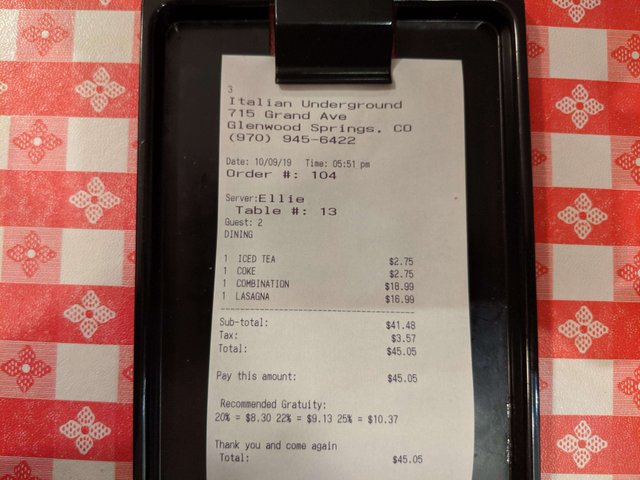 3
Italian Underground
715 Grand Ave
Glenwood Springs, CO
(970) 945-6422
Date: 10/09/19 Time: 05:51 pm
Order #: 104
Server:Ellie
Table #: 13
Guest: 2
DINING
1 ICED TEA $2.75
1 COKE $2.75
1 COMBINATION $18.99
1 LASAGNA $16.99
Sub-total: $41.48
Tax: $3.57
Total: $45.05
Pay this amount: $45.05
Recommended Gratuity:
20% = $8.30 22% = $9.13 25% = $10.37
Thank you and come again
Total: $45.05